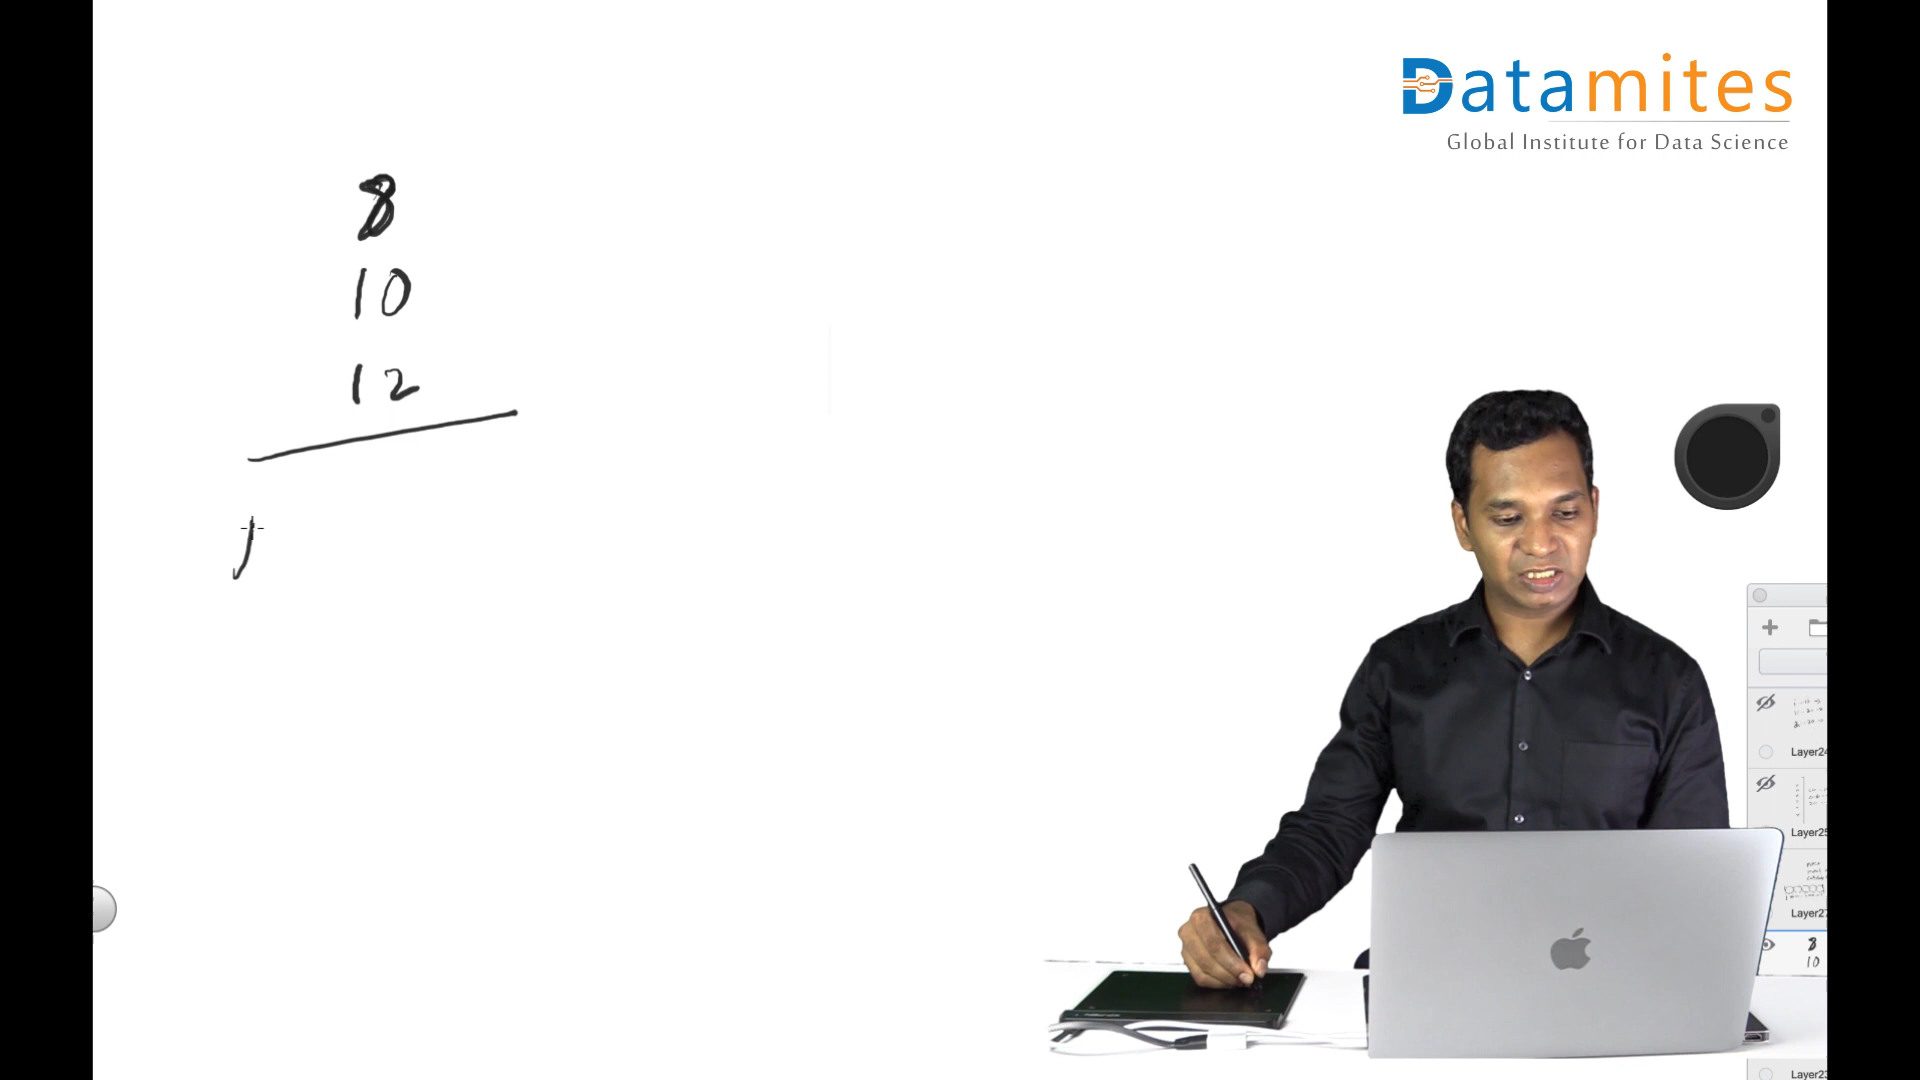 Datamites
Global Institute for Data Science
8
10
12
Layer24
Layer25
Layer27
8
10
Layer23